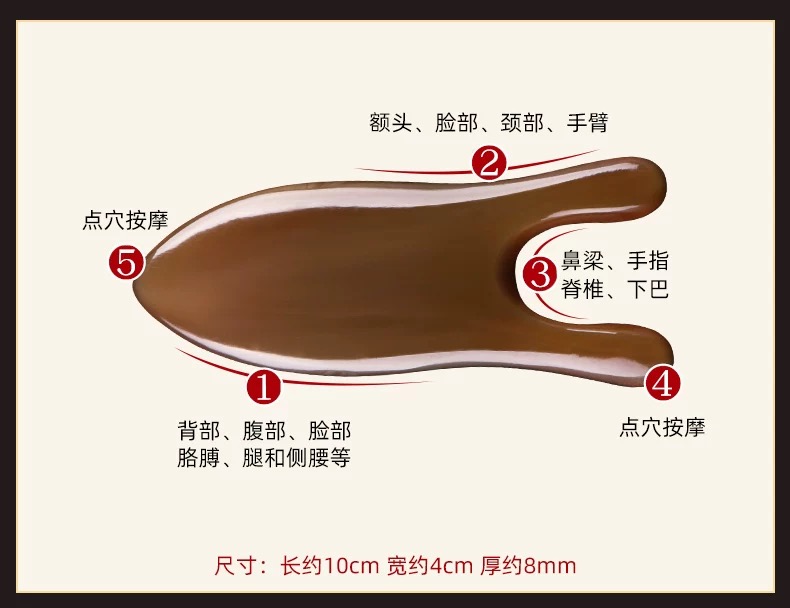 额头、脸部、颈部、手臂
2
点穴按摩
5
3
鼻梁、手指
脊椎、下巴
1
4
背部、腹部、脸部
胳膊、腿和侧腰等
点穴按摩
尺寸：长约10cm 宽约4cm 厚约8mm